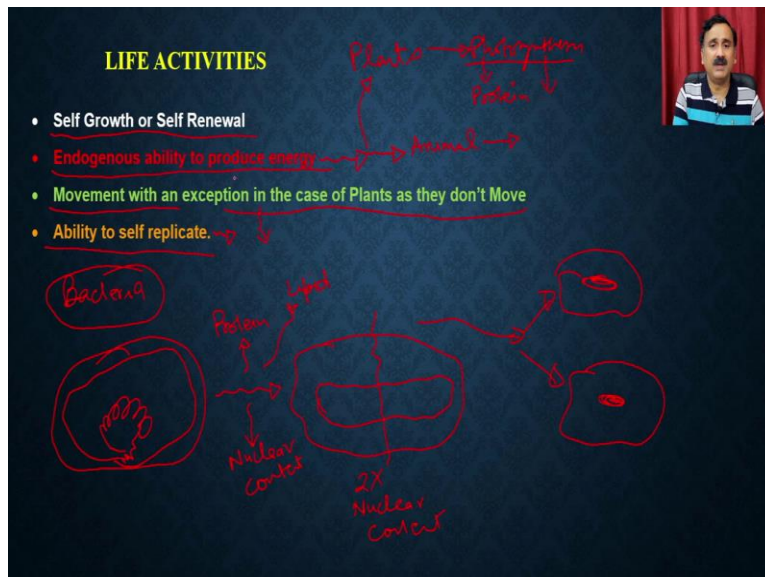 LIFE ACTIVITIES
Plants → Photosynthesis
Protein
• Self Growth or Self Renewal
• Endogenous ability to produce energy
Animal
• Movement with an exception in the case of Plants as they don't Move
• Ability to self replicate.
Bacteria
Protein
Lipid
Nuclear
Content
2X
Nuclear
Content